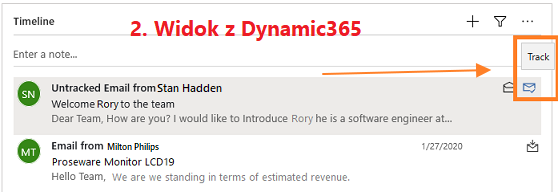 Timeline
2. Widok z Dynamic365
Enter a note...
Track
SN
Untracked Email from Stan Hadden
Welcome Rory to the team
Dear Team, How are you? I would like to Introduce Rory he is a software engineer at...
MT
Email from Milton Philips
1/27/2020
Proseware Monitor LCD19
Hello Team, We are we standing in terms of estimated revenue.